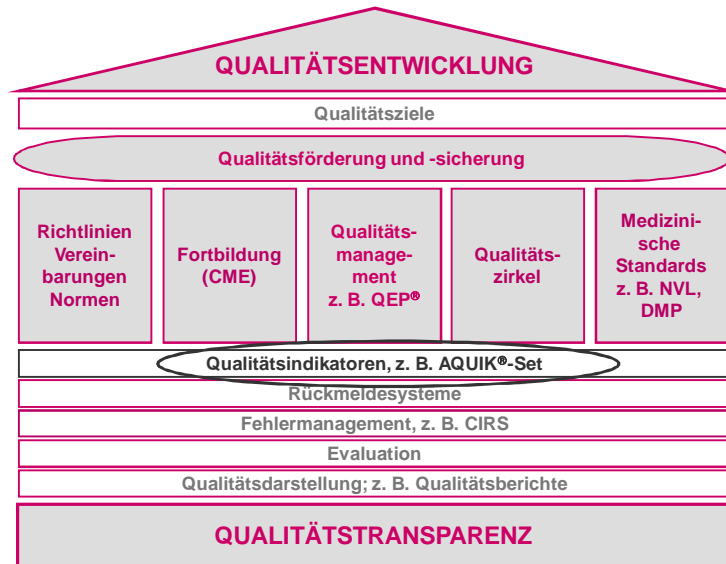 QUALITÄTSENTWICKLUNG
Qualitätsziele
Qualitätsförderung und -sicherung
Richtlinien
Verein-
barungen
Normen
Fortbildung
(CME)
Qualitäts-
manage-
ment
z. B. QEP®
Qualitäts-
zirkel
Medizini-
sche
Standards
z. B. NVL,
DMP
Qualitätsindikatoren, z. B. AQUIK®-Set
Rückmeldesysteme
Fehlermanagement, z. B. CIRS
Evaluation
Qualitätsdarstellung; z. B. Qualitätsberichte
QUALITÄTSTRANSPARENZ